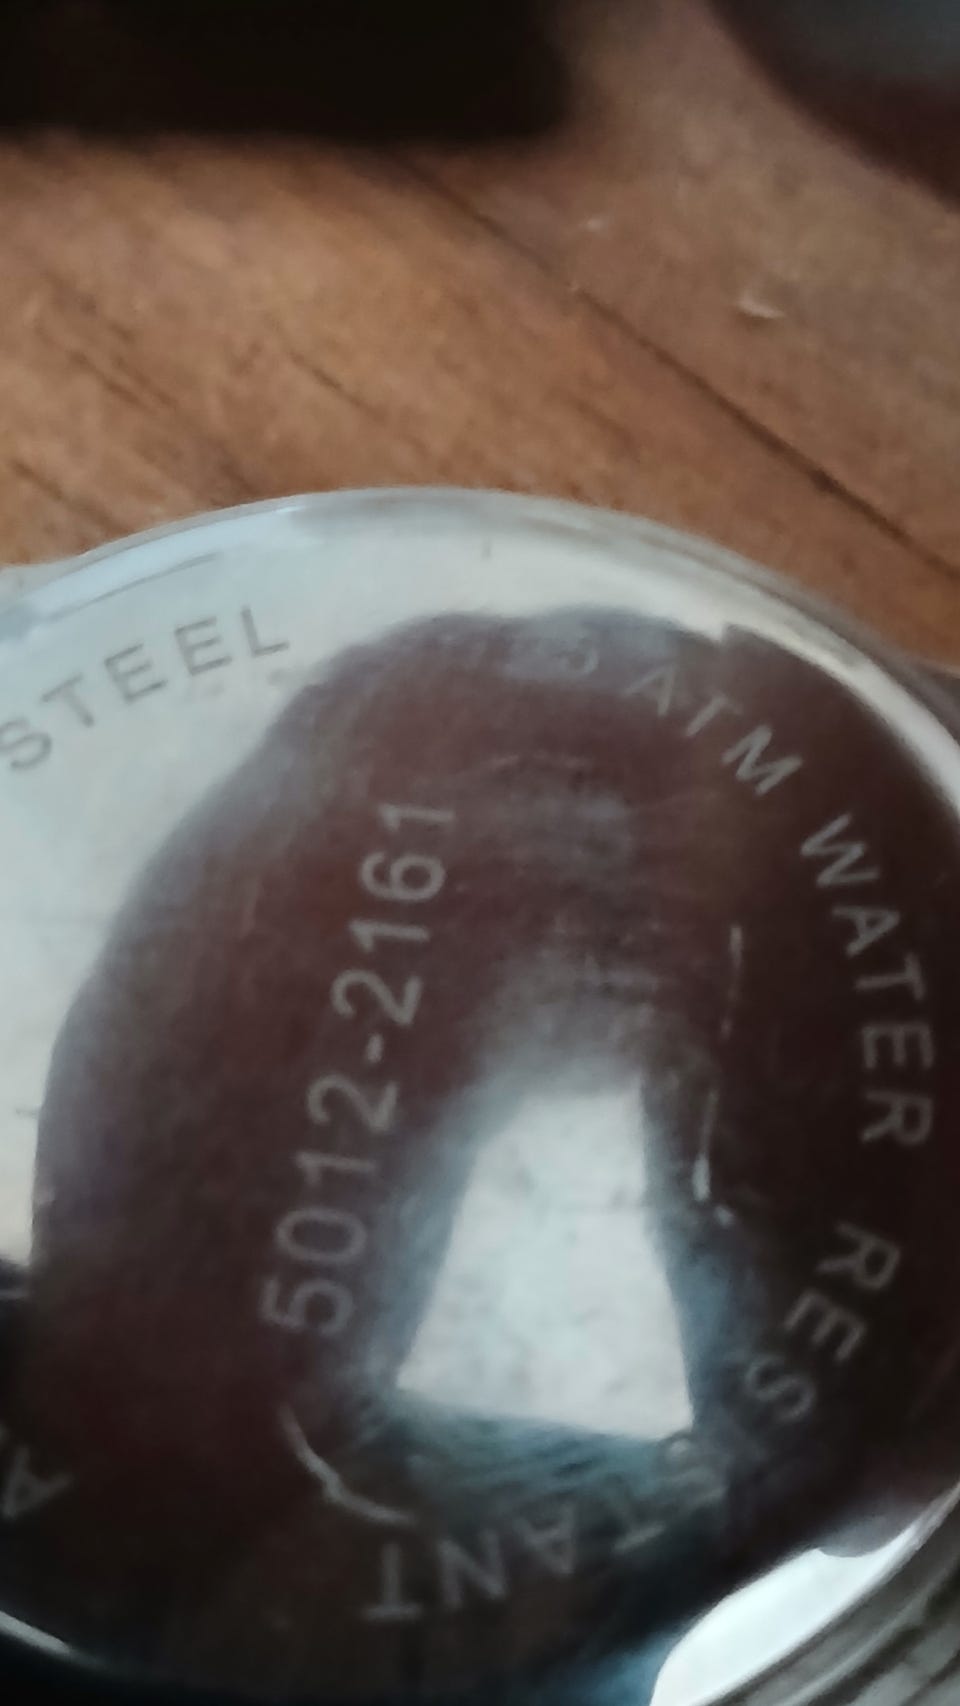 STEEL
ATM WATER RESISTANT
5012-2161
A